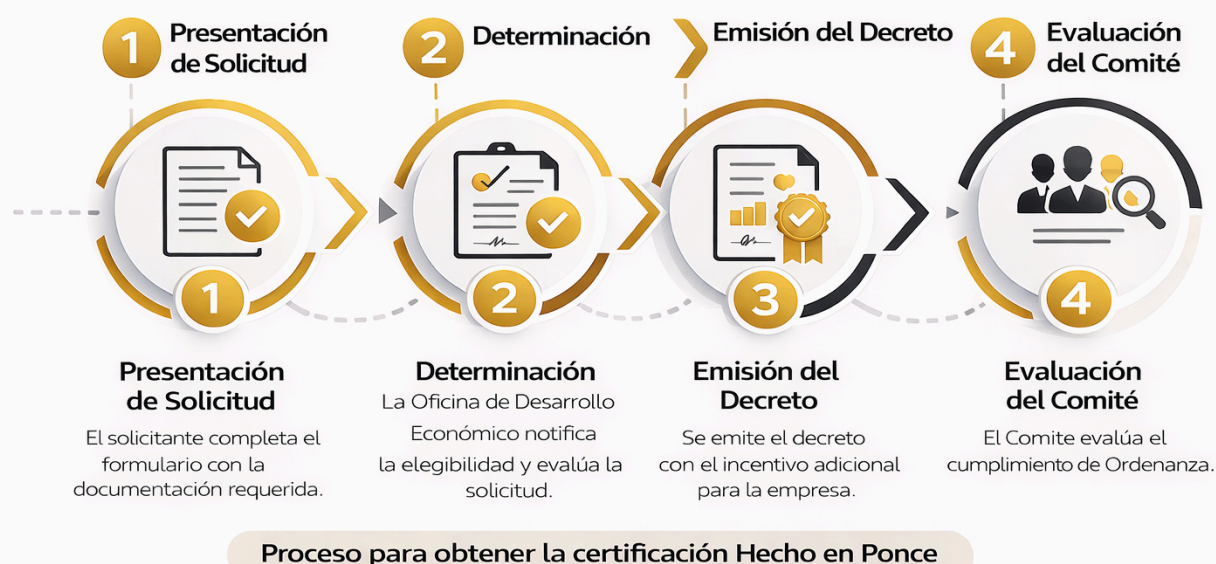 1
Presentación
de Solicitud
2
Determinación
Emisión del Decreto
4
Evaluación
del Comité
1
2
3
4
Presentación
de Solicitud
El solicitante completa el
formulario con la
documentación requerida.
Determinación
La Oficina de Desarrollo
Económico notifica
la elegibilidad y evalúa la
solicitud.
Emisión del
Decreto
Se emite el decreto
con el incentivo adicional
para la empresa.
Evaluación
del Comité
El Comite evalúa el
cumplimiento de Ordenanza.
Proceso para obtener la certificación Hecho en Ponce